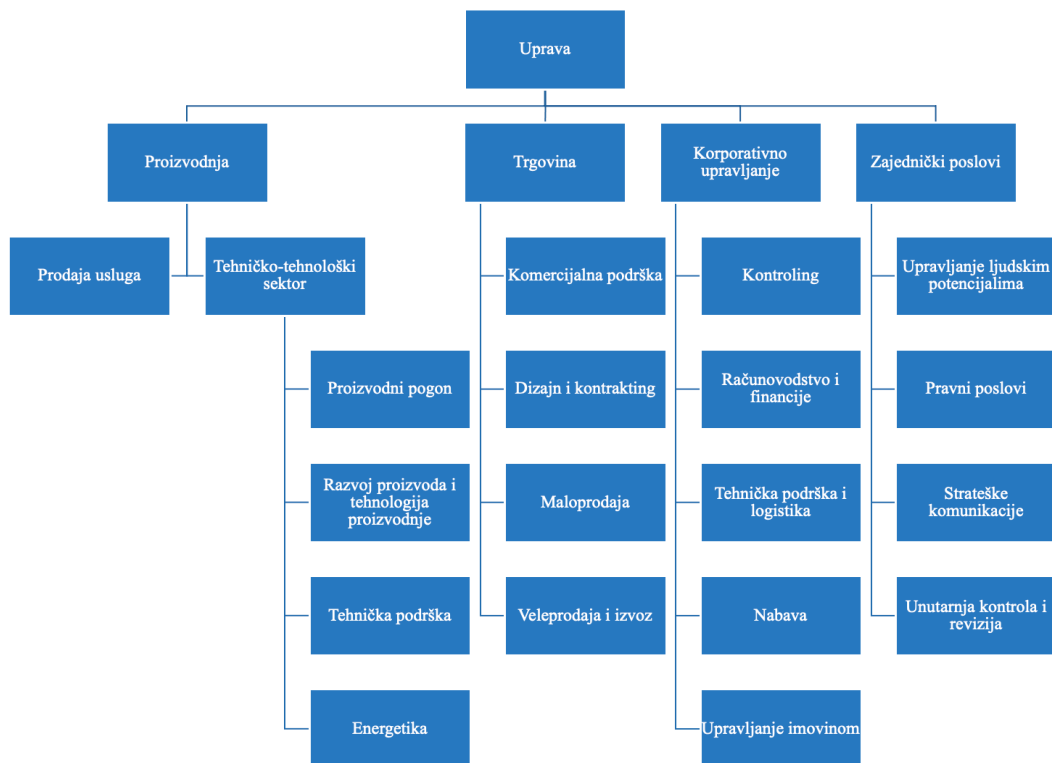 Uprava
Proizvodnja
Trgovina
Korporativno
upravljanje
Zajednički poslovi
Prodaja usluga
Tehničko-tehnološki
sektor
Komercijalna podrška
Kontroling
Upravljanje ljudskim
potencijalima
Proizvodni pogon
Dizajn i kontrakting
Računovodstvo i
financije
Pravni poslovi
Razvoj proizvoda i
tehnologija
proizvodnje
Maloprodaja
Tehnička podrška i
logistika
Strateške
komunikacije
Tehnička podrška
Veleprodaja i izvoz
Nabava
Unutarnja kontrola i
revizija
Energetika
Upravljanje imovinom